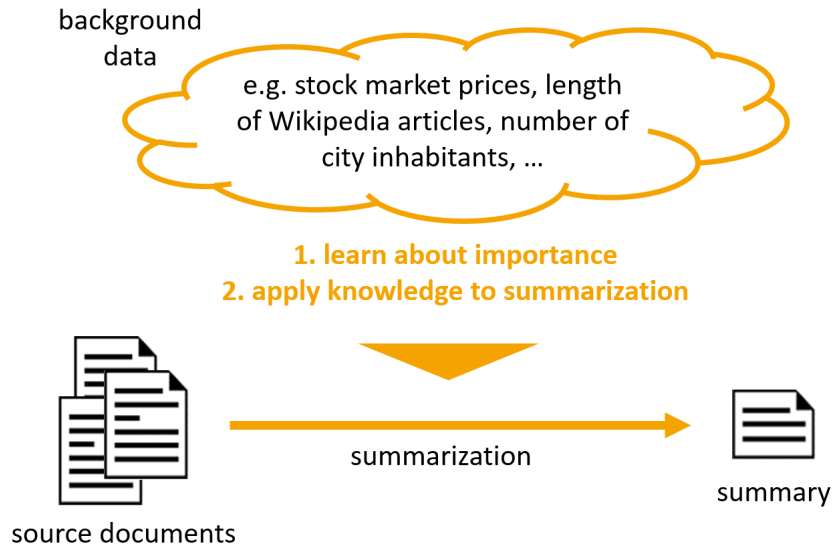 background
data
e.g. stock market prices, length
of Wikipedia articles, number of
city inhabitants, ...
1. learn about importance
2. apply knowledge to summarization
summarization
source documents
summary